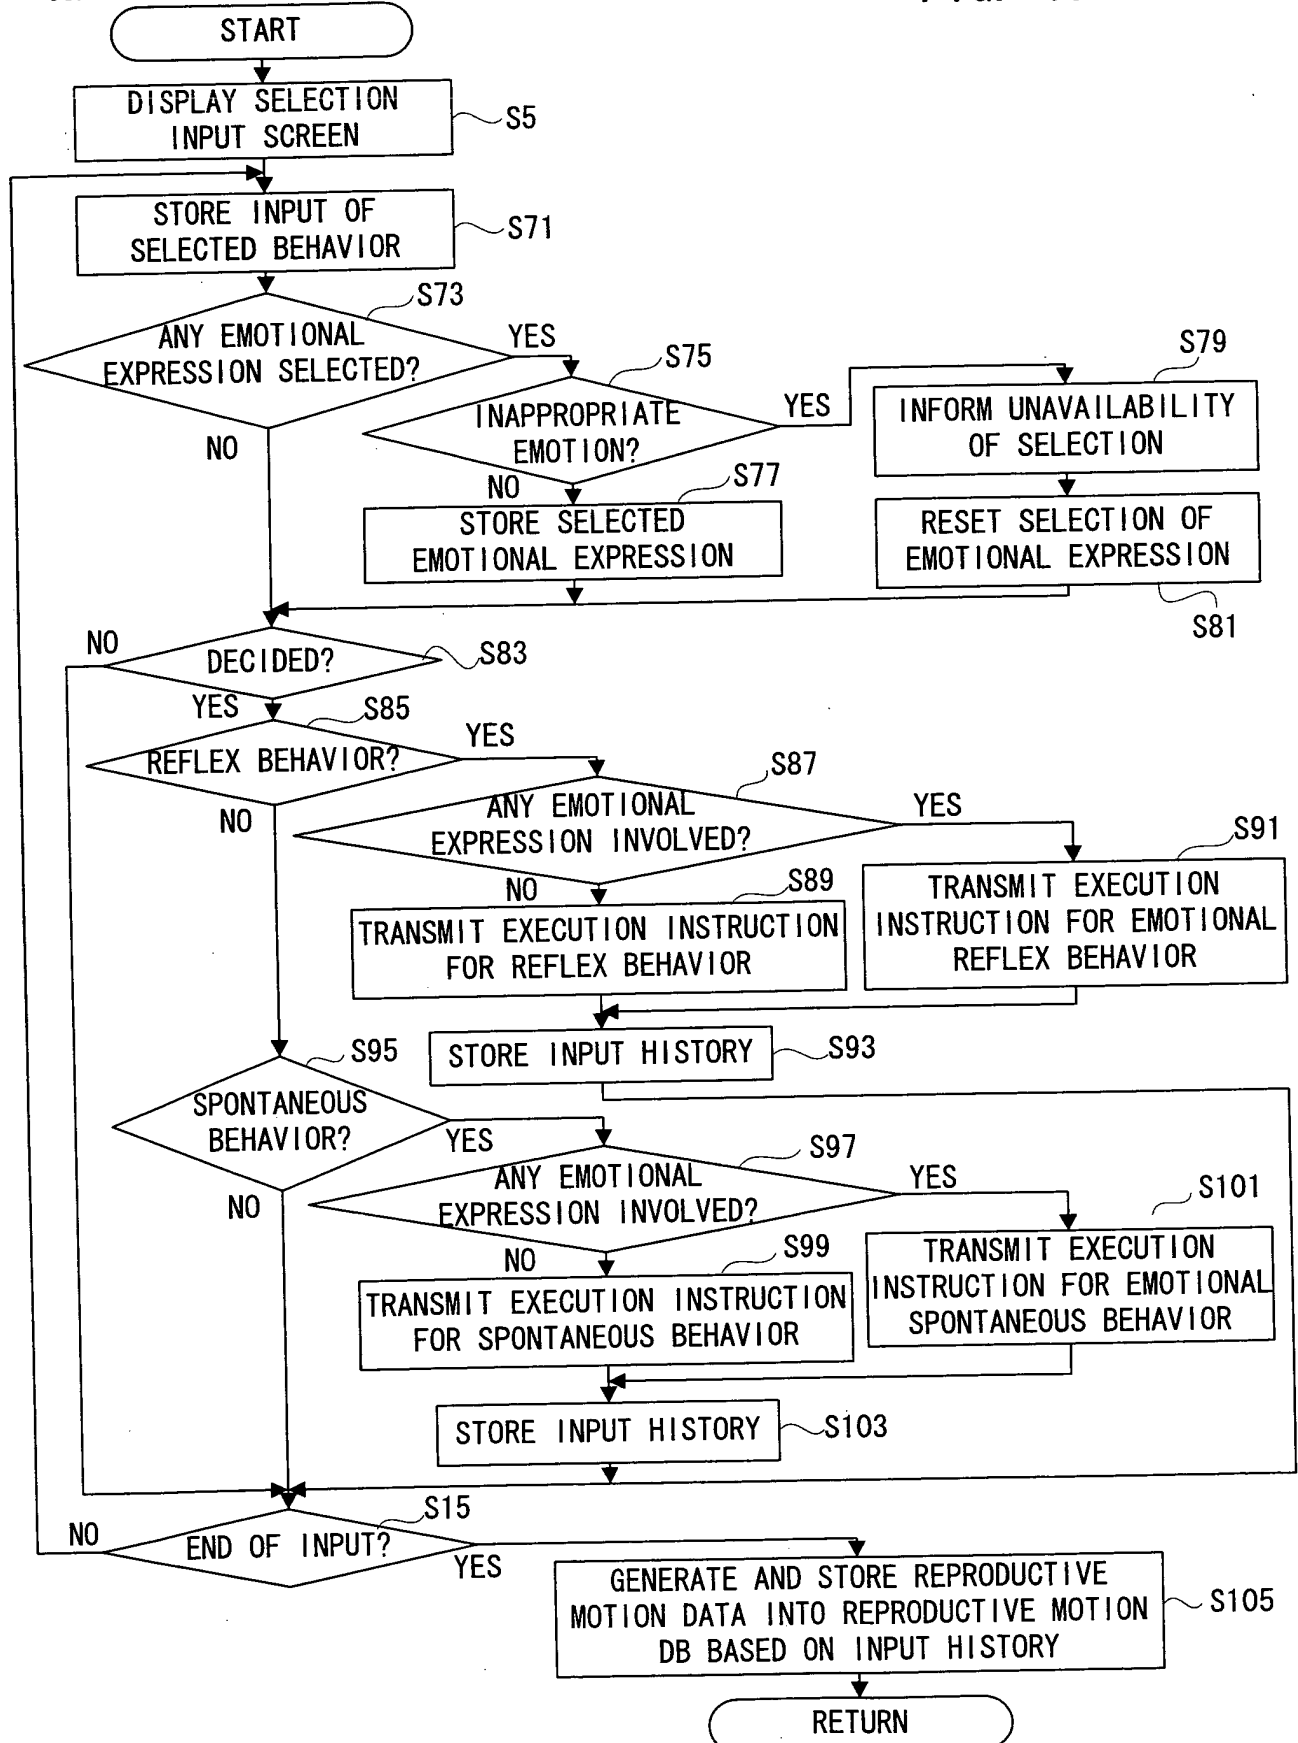 START
DISPLAY SELECTION
INPUT SCREEN
S5
STORE INPUT OF
SELECTED BEHAVIOR
S71
S73
ANY EMOTIONAL
EXPRESSION SELECTED?
YES
NO
S75
INAPPROPRIATE
EMOTION?
YES
NO
S79
INFORM UNAVAILABILITY
OF SELECTION
S77
STORE SELECTED
EMOTIONAL EXPRESSION
RESET SELECTION OF
EMOTIONAL EXPRESSION
S81
NO
DECIDED?
S83
YES
S85
REFLEX BEHAVIOR?
YES
NO
S87
ANY EMOTIONAL
EXPRESSION INVOLVED?
YES
NO
S89
TRANSMIT EXECUTION INSTRUCTION
FOR REFLEX BEHAVIOR
S91
TRANSMIT EXECUTION
INSTRUCTION FOR EMOTIONAL
REFLEX BEHAVIOR
STORE INPUT HISTORY
S93
S95
SPONTANEOUS
BEHAVIOR?
YES
NO
S97
ANY EMOTIONAL
EXPRESSION INVOLVED?
YES
NO
S99
TRANSMIT EXECUTION INSTRUCTION
FOR SPONTANEOUS BEHAVIOR
S101
TRANSMIT EXECUTION
INSTRUCTION FOR EMOTIONAL
SPONTANEOUS BEHAVIOR
STORE INPUT HISTORY
S103
S15
NO
END OF INPUT?
YES
GENERATE AND STORE REPRODUCTIVE
MOTION DATA INTO REPRODUCTIVE MOTION
DB BASED ON INPUT HISTORY
S105
RETURN